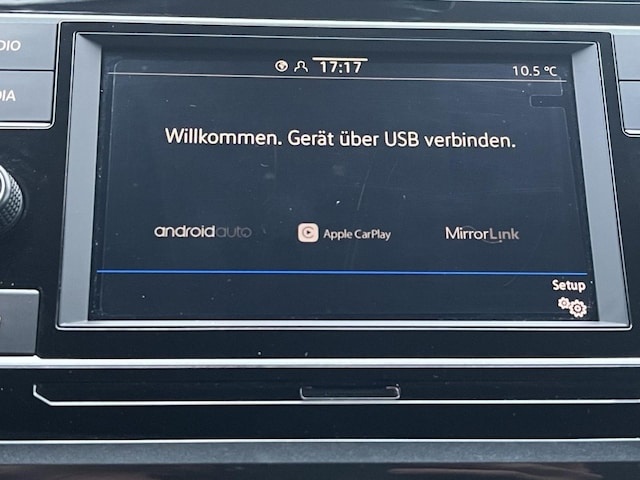 DIO
DIA
17:17
10.5 °C
Willkommen. Gerät über USB verbinden.
androidauto
Apple CarPlay
MirrorLink
Setup